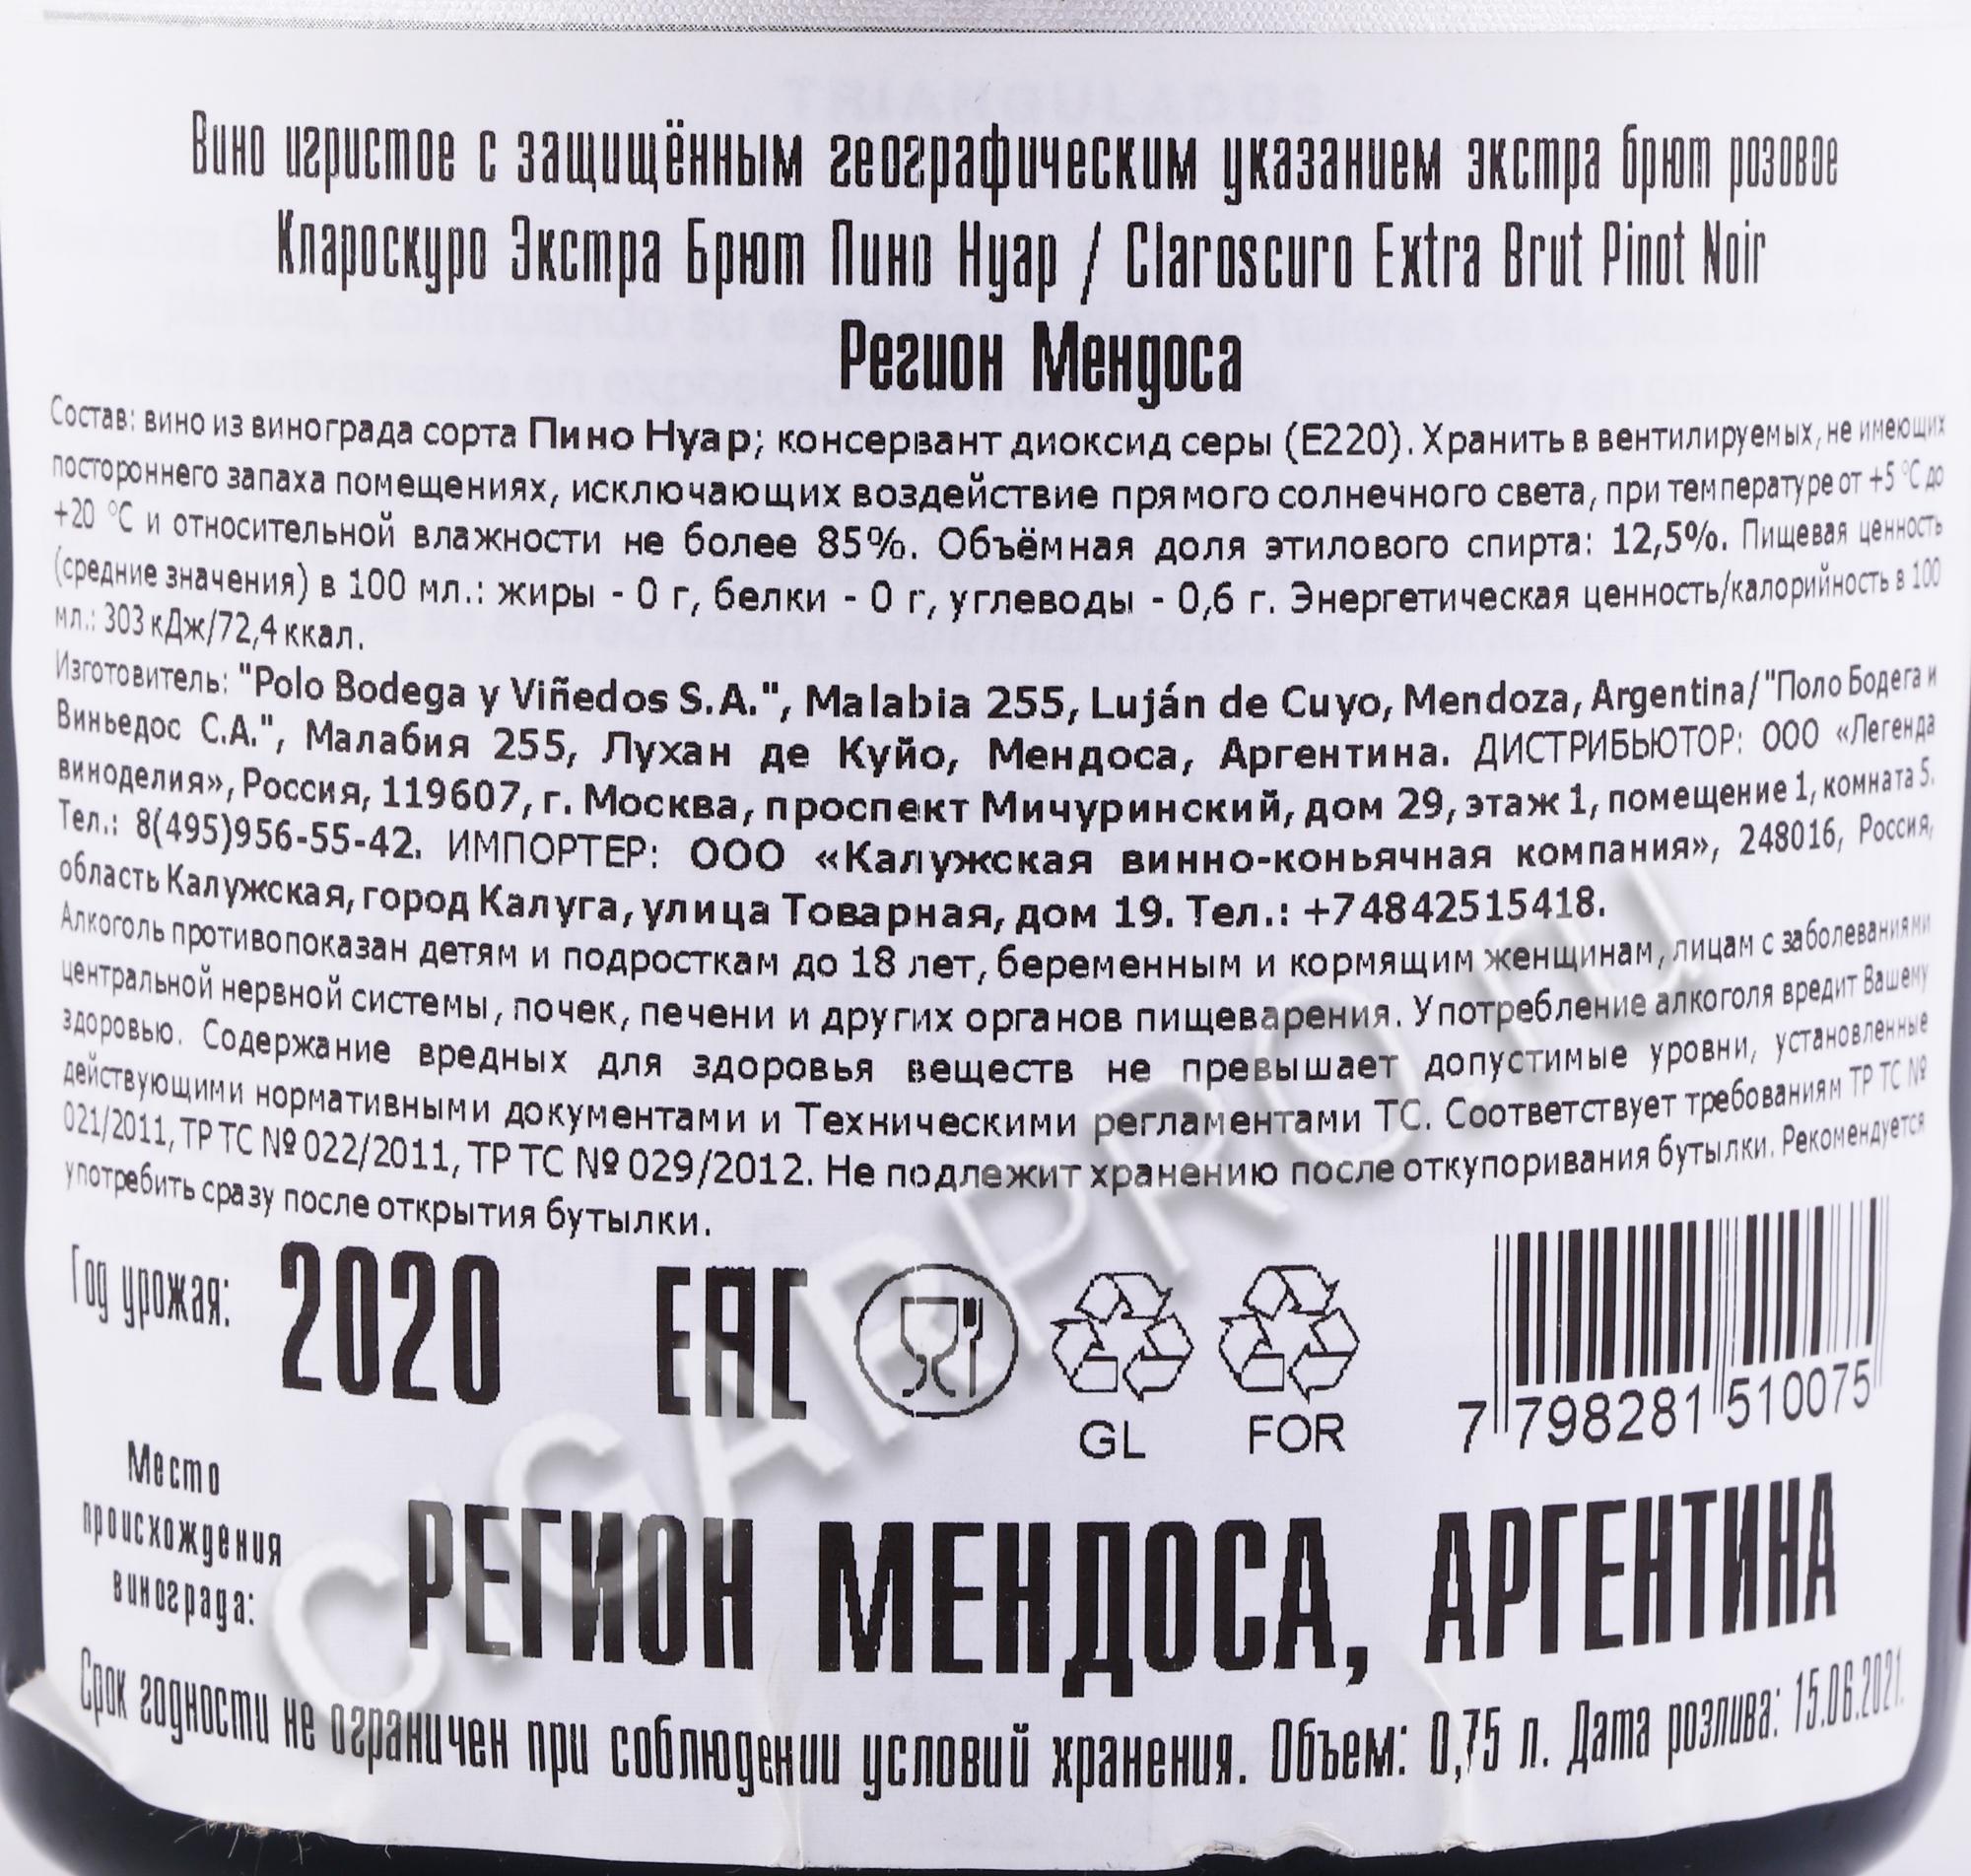 TRIANGULADOS
Вино игристое с защищённым географическим указанием экстра брют розовое
Клароскуро Экстра Брют Пино Нуар / Claroscuro Extra Brut Pinot Noir
Регион Мендоса
Состав: вино из винограда сорта Пино Нуар; консервант диоксид серы (Е220). Хранить в вентилируемых, не имеющих
постороннего запаха помещениях, исключающих воздействие прямого солнечного света, при температуре от +5 °С до
+20 °С и относительной влажности не более 85%. Объёмная доля этилового спирта: 12,5%. Пищевая ценность
(средние значения) в 100 мл.: жиры - 0 г, белки - 0 г, углеводы - 0,6 г. Энергетическая ценность/калорийность в 100
мл.: 303 кДж/72,4 ккал.
Изготовитель: "Polo Bodega y Viñedos S.A.", Malabia 255, Luján de Cuyo, Mendoza, Argentina/"Поло Бодега и
Виньедос С.А.", Малабия 255, Лухан де Куйо, Мендоса, Аргентина. ДИСТРИБЬЮТОР: ООО «Легенда
виноделия», Россия, 119607, г. Москва, проспект Мичуринский, дом 29, этаж 1, помещение 1, комната 5.
Тел.: 8(495)956-55-42. ИМПОРТЕР: ООО «Калужская винно-коньячная компания», 248016, Россия,
область Калужская, город Калуга, улица Товарная, дом 19. Тел.: +74842515418.
Алкоголь противопоказан детям и подросткам до 18 лет, беременным и кормящим женщинам, лицам с заболеваниями
центральной нервной системы, почек, печени и других органов пищеварения. Употребление алкоголя вредит Вашему
здоровью. Содержание вредных для здоровья веществ не превышает допустимые уровни, установленные
действующими нормативными документами и Техническими регламентами ТС. Соответствует требованиям ТР ТС №
021/2011, ТР ТС № 022/2011, ТР ТС № 029/2012. Не подлежит хранению после откупоривания бутылки. Рекомендуется
употребить сразу после открытия бутылки.
Год урожая: 2020 ЕАС
GL FOR
7 798281 510075
Место
происхождения
винограда:
РЕГИОН МЕНДОСА, АРГЕНТИНА
Срок годности не ограничен при соблюдении условий хранения. Объем: 0,75 л. Дата розлива: 15.06.2021.
CIGARPRO.ru